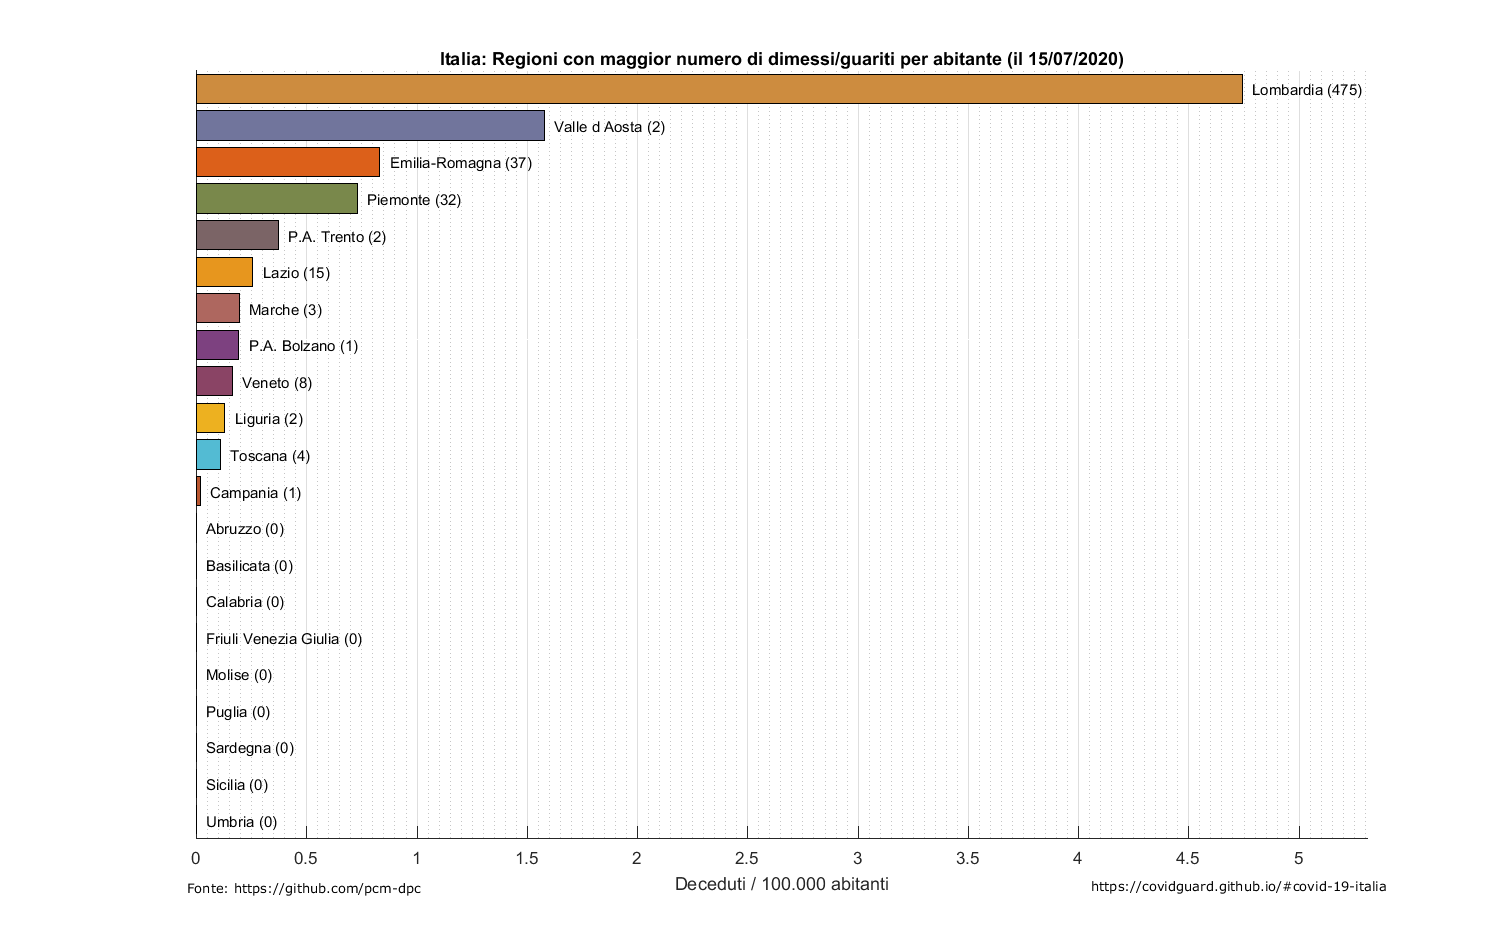 Italia: Regioni con maggior numero di dimessi/guariti per abitante (il 15/07/2020)
Lombardia (475)
Valle d Aosta (2)
Emilia-Romagna (37)
Piemonte (32)
P.A. Trento (2)
Lazio (15)
Marche (3)
P.A. Bolzano (1)
Veneto (8)
Liguria (2)
Toscana (4)
Campania (1)
Abruzzo (0)
Basilicata (0)
Calabria (0)
Friuli Venezia Giulia (0)
Molise (0)
Puglia (0)
Sardegna (0)
Sicilia (0)
Umbria (0)
0 0.5 1 1.5 2 2.5 3 3.5 4 4.5 5
Deceduti / 100.000 abitanti
Fonte: https://github.com/pcm-dpc
https://covidguard.github.io/#covid-19-italia